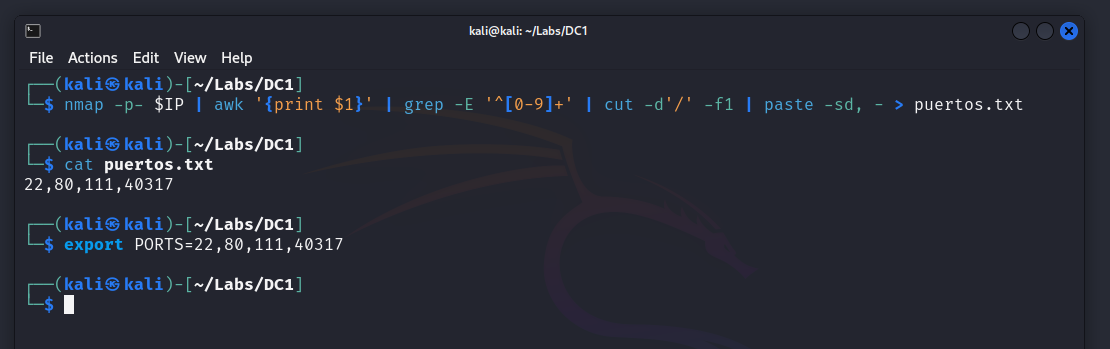 kali@kali: ~/Labs/DC1
File Actions Edit View Help
┌──(kali㉿kali)-[~/Labs/DC1]
└─$ nmap -p- $IP | awk '{print $1}' | grep -E '^[0-9]+' | cut -d'/' -f1 | paste -sd, - > puertos.txt
┌──(kali㉿kali)-[~/Labs/DC1]
└─$ cat puertos.txt
22,80,111,40317
┌──(kali㉿kali)-[~/Labs/DC1]
└─$ export PORTS=22,80,111,40317
┌──(kali㉿kali)-[~/Labs/DC1]
└─$